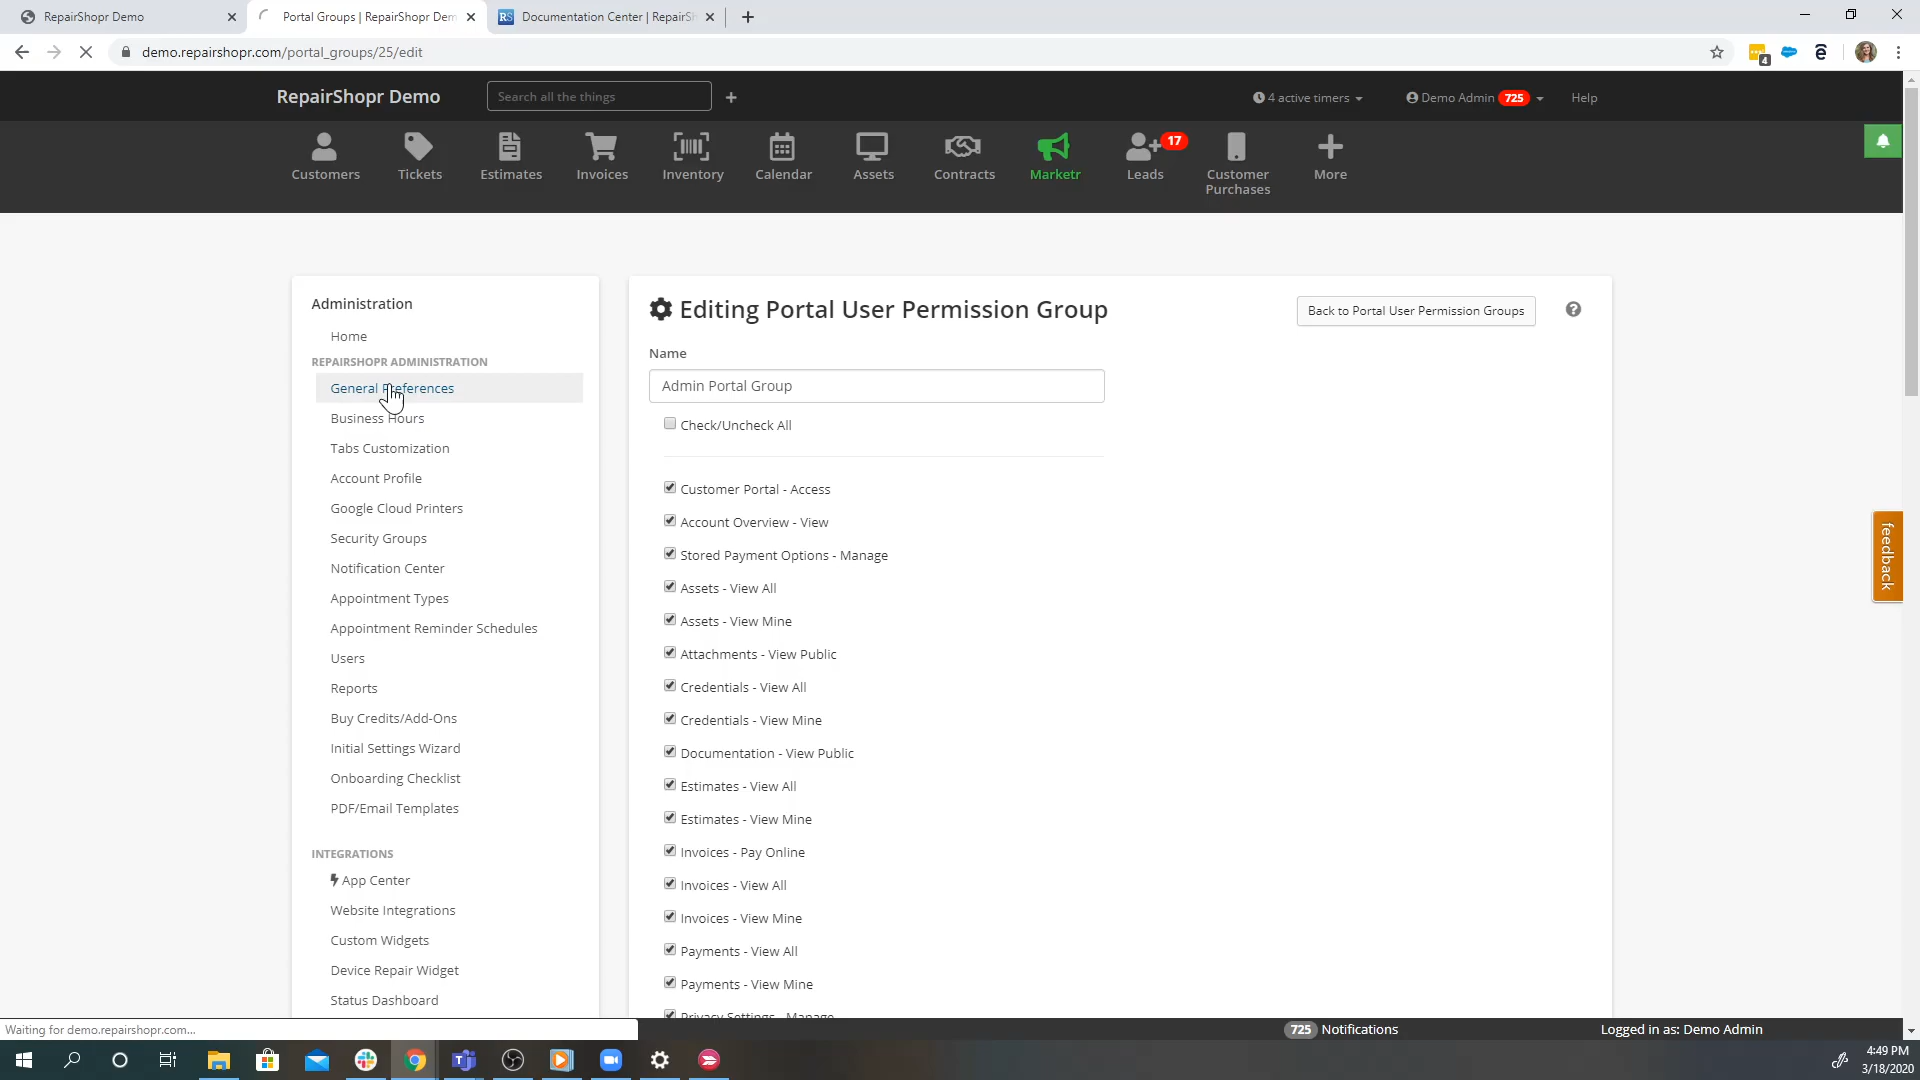 RepairShopr Demo
Portal Groups | RepairShopr Dem
Documentation Center | RepairSh
demo.repairshopr.com/portal_groups/25/edit
4
RepairShopr Demo
Search all the things
4 active timers
Demo Admin 725
Help
Customers
Tickets
Estimates
Invoices
Inventory
Calendar
Assets
Contracts
Marketr
17
Leads
Customer
Purchases
More
Administration
Home
REPAIRSHOPR ADMINISTRATION
General Preferences
Business Hours
Tabs Customization
Account Profile
Google Cloud Printers
Security Groups
Notification Center
Appointment Types
Appointment Reminder Schedules
Users
Reports
Buy Credits/Add-Ons
Initial Settings Wizard
Onboarding Checklist
PDF/Email Templates
INTEGRATIONS
App Center
Website Integrations
Custom Widgets
Device Repair Widget
Status Dashboard
Editing Portal User Permission Group
Back to Portal User Permission Groups
Name
Admin Portal Group
Check/Uncheck All
Customer Portal - Access
Account Overview - View
Stored Payment Options - Manage
Assets - View All
Assets - View Mine
Attachments - View Public
Credentials - View All
Credentials - View Mine
Documentation - View Public
Estimates - View All
Estimates - View Mine
Invoices - Pay Online
Invoices - View All
Invoices - View Mine
Payments - View All
Payments - View Mine
Privacy Settings - Manage
feedback
Waiting for demo.repairshopr.com...
725 Notifications
Logged in as: Demo Admin
4:49 PM
3/18/2020